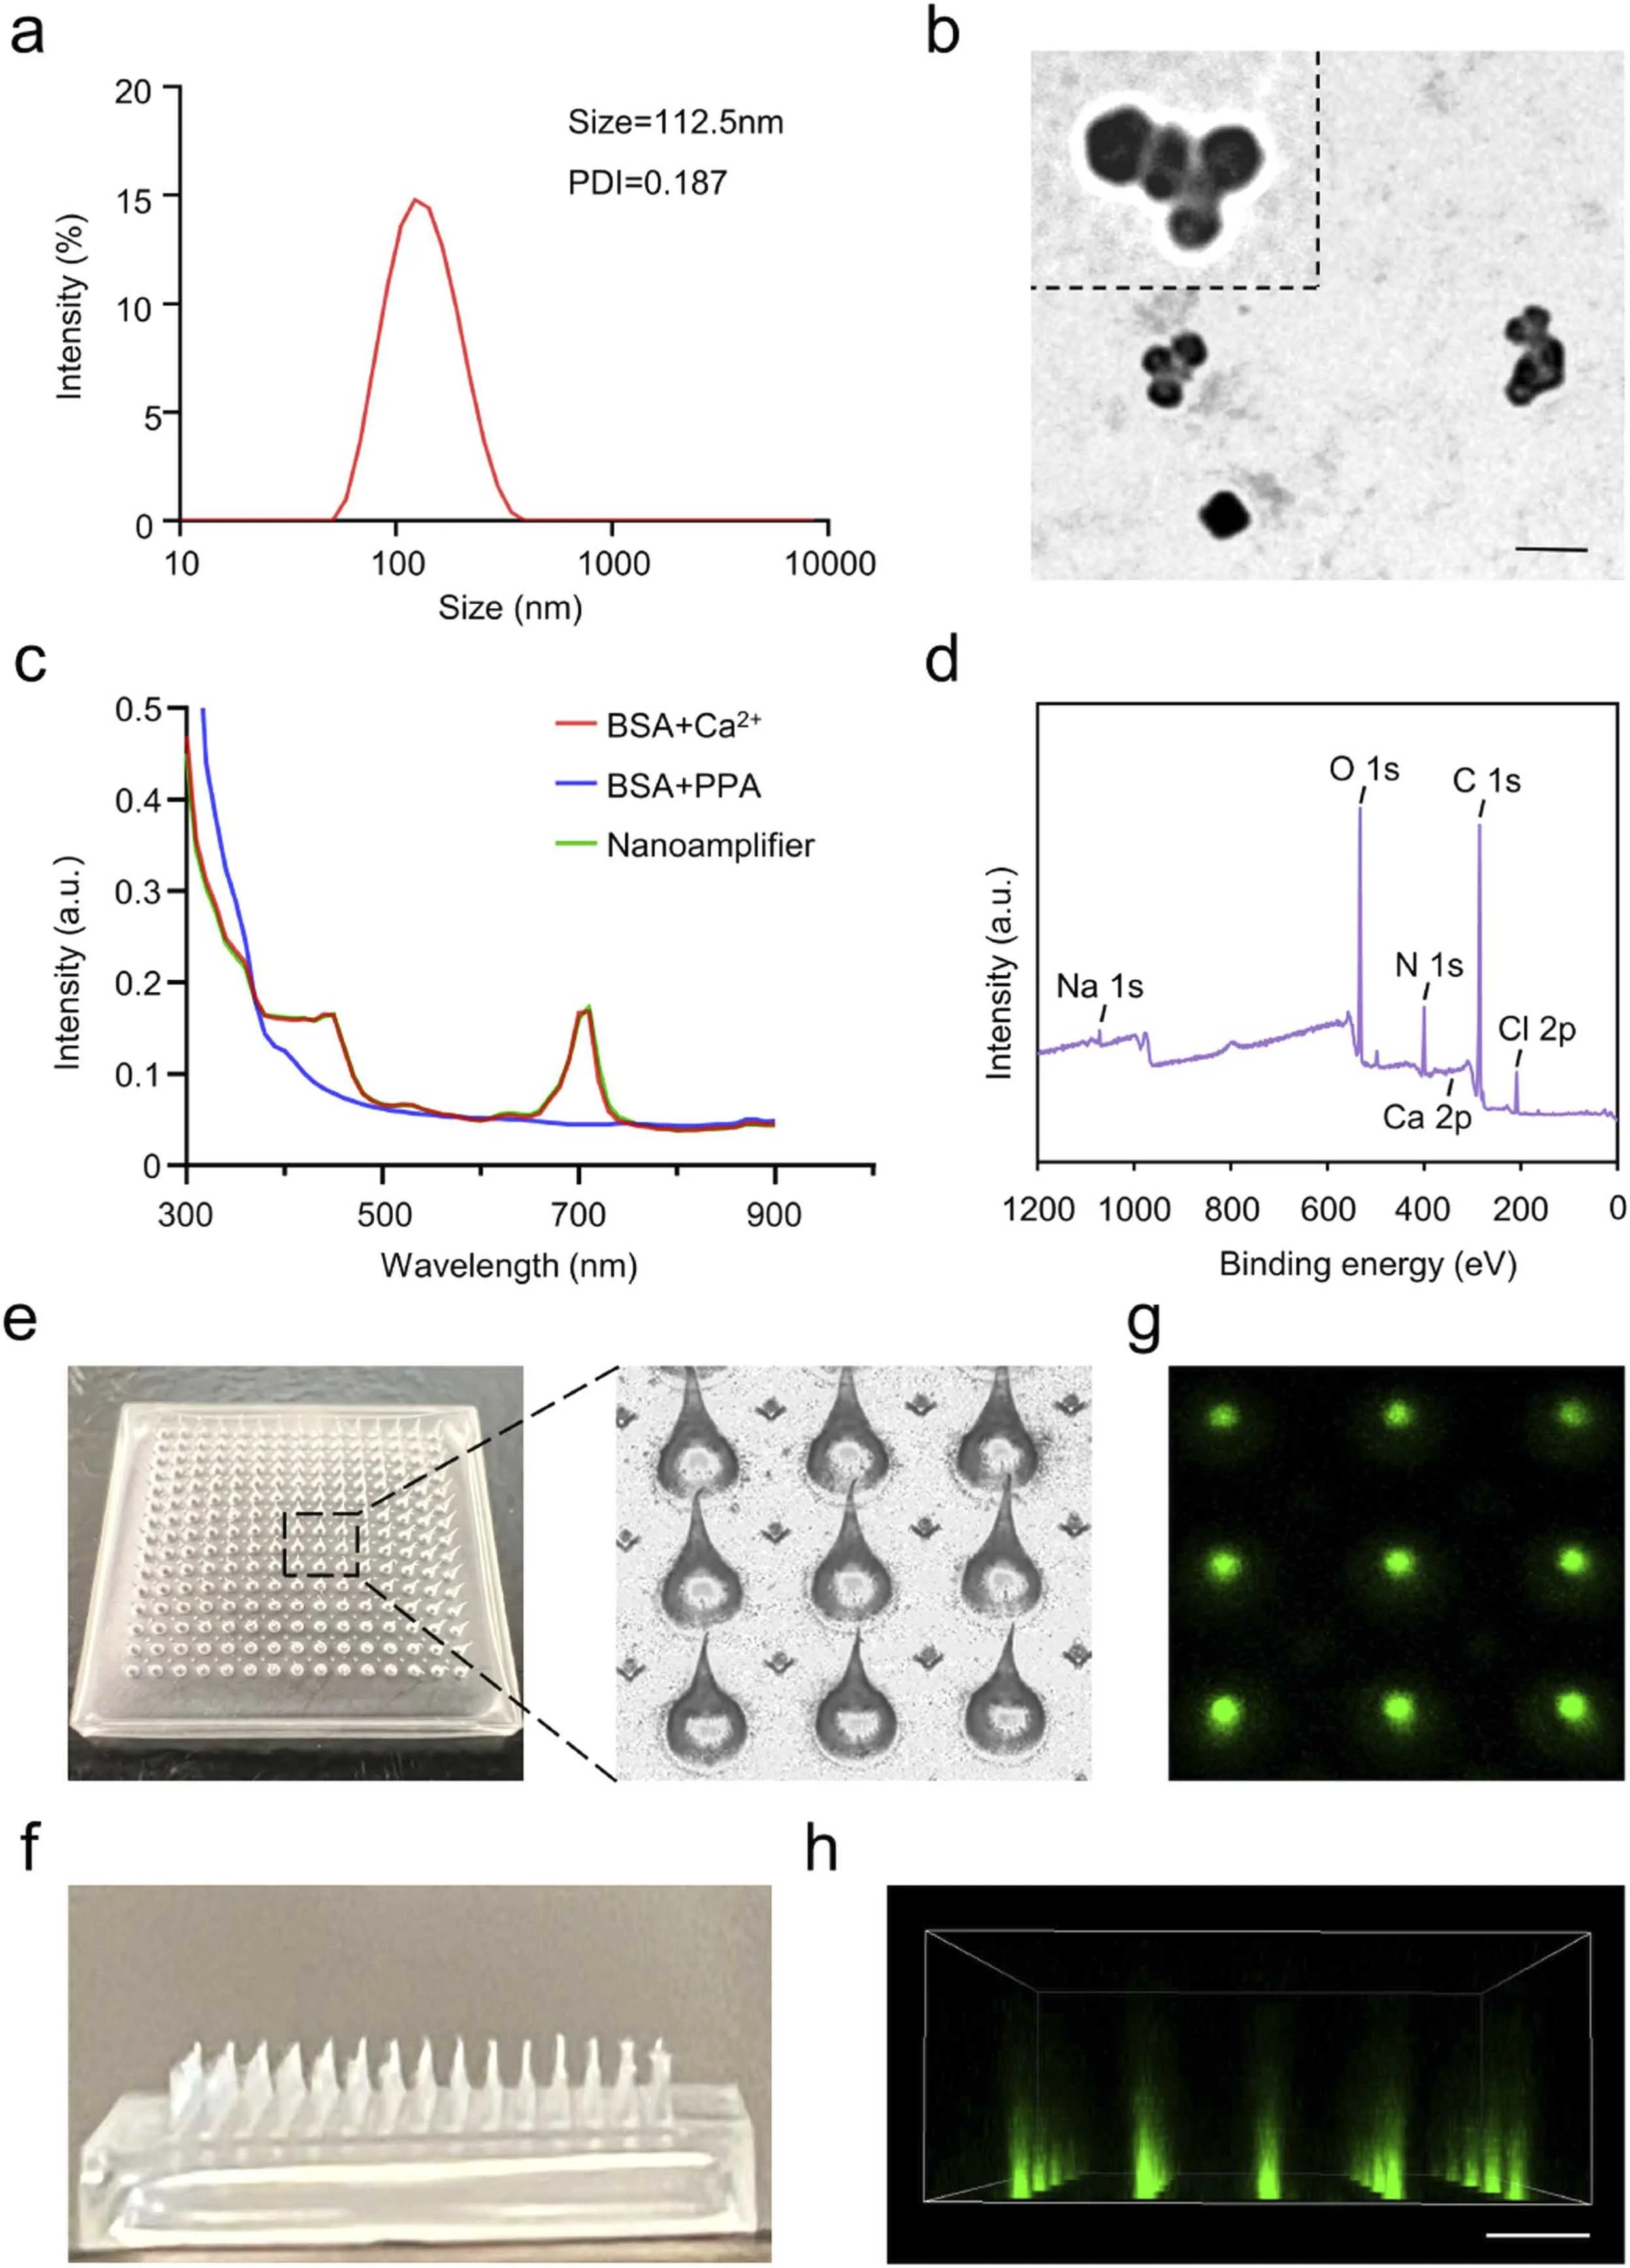 a
20
15
10
5
0
Intensity (%)
Size=112.5nm
PDI=0.187
10 100 1000 10000
Size (nm)
b
c
0.5
0.4
0.3
0.2
0.1
0
Intensity (a.u.)
BSA+Ca²⁺
BSA+PPA
Nanoamplifier
300 500 700 900
Wavelength (nm)
d
Intensity (a.u.)
O 1s
C 1s
N 1s
Na 1s
Cl 2p
Ca 2p
1200 1000 800 600 400 200 0
Binding energy (eV)
e
g
f
h